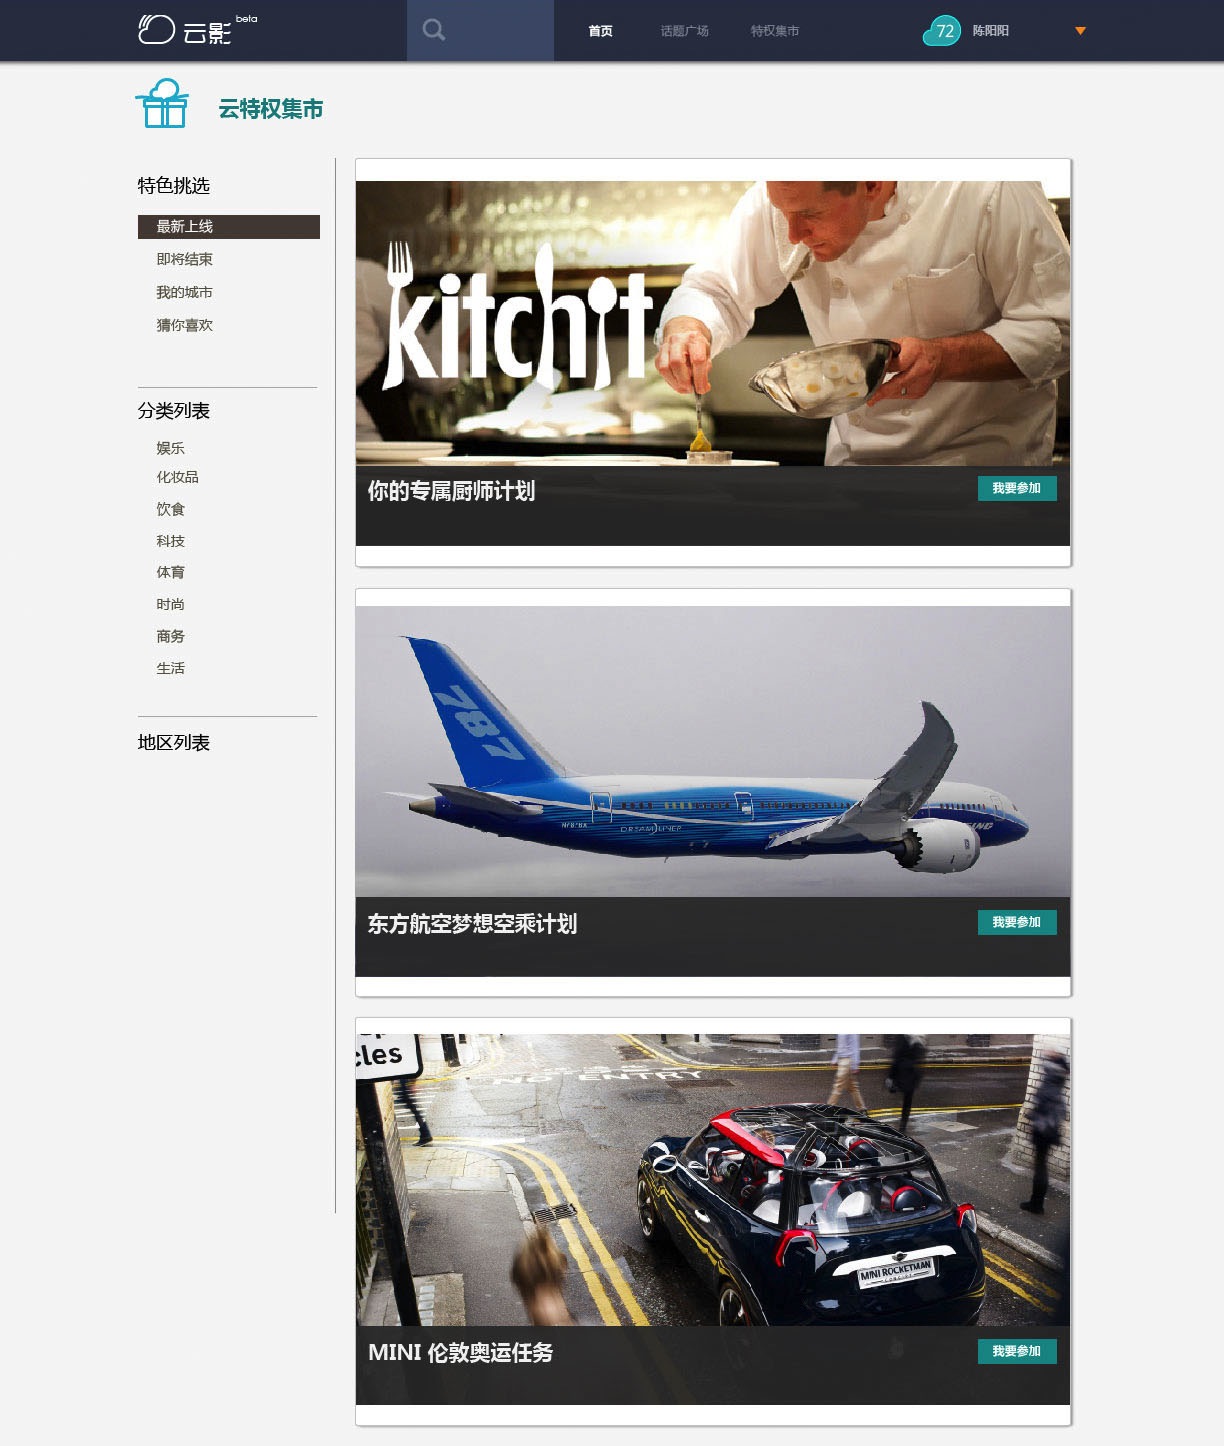 云影 beta
首页 话题广场 特权集市
72 陈阳阳
云特权集市
特色挑选
最新上线
即将结束
我的城市
猜你喜欢
分类列表
娱乐
化妆品
饮食
科技
体育
时尚
商务
生活
地区列表
kitchit
你的专属厨师计划
我要参加
787
N787BX
DREAMLINER
东方航空梦想空乘计划
我要参加
cles
NO ENTRY
MINI ROCKETMAN
CONCEPT
MINI 伦敦奥运任务
我要参加